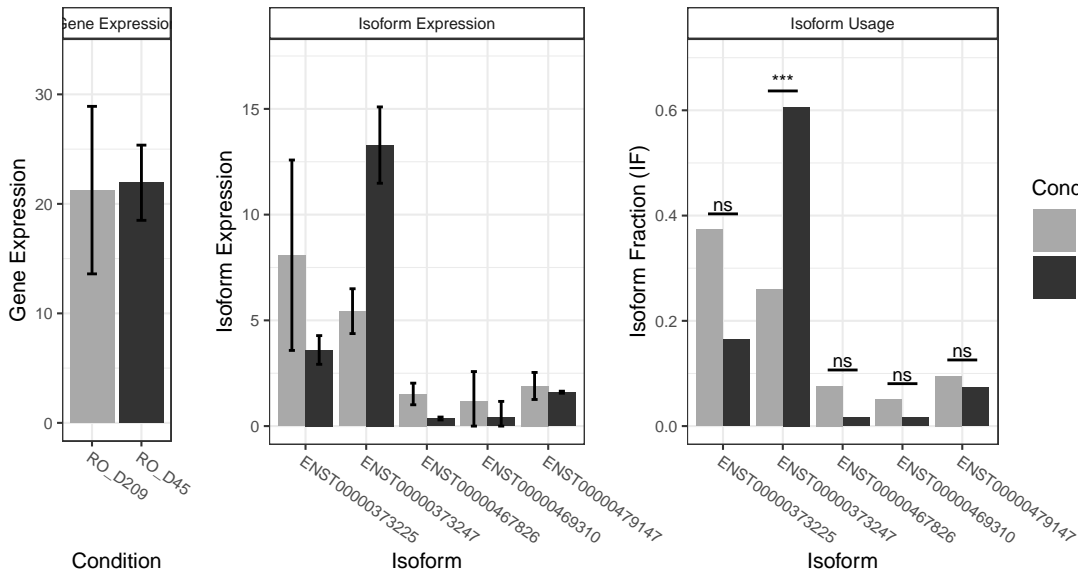 Gene Expression
Gene Expression
30
20
10
0
RO_D209
RO_D45
Condition
Isoform Expression
Isoform Expression
15
10
5
0
ENST00000373225
ENST00000373247
ENST00000467826
ENST00000469310
ENST00000479147
Isoform
Isoform Usage
Isoform Fraction (IF)
0.6
0.4
0.2
0.0
ns
***
ns
ns
ns
ENST00000373225
ENST00000373247
ENST00000467826
ENST00000469310
ENST00000479147
Isoform
Cond